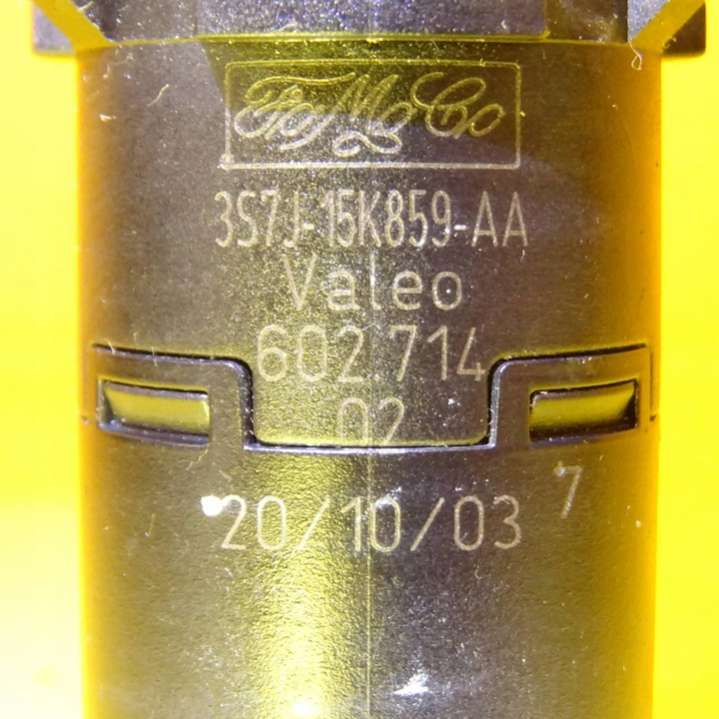 FoMoCo
3S7J-15K859-AA
Valeo
602.714
02
7
20/10/03